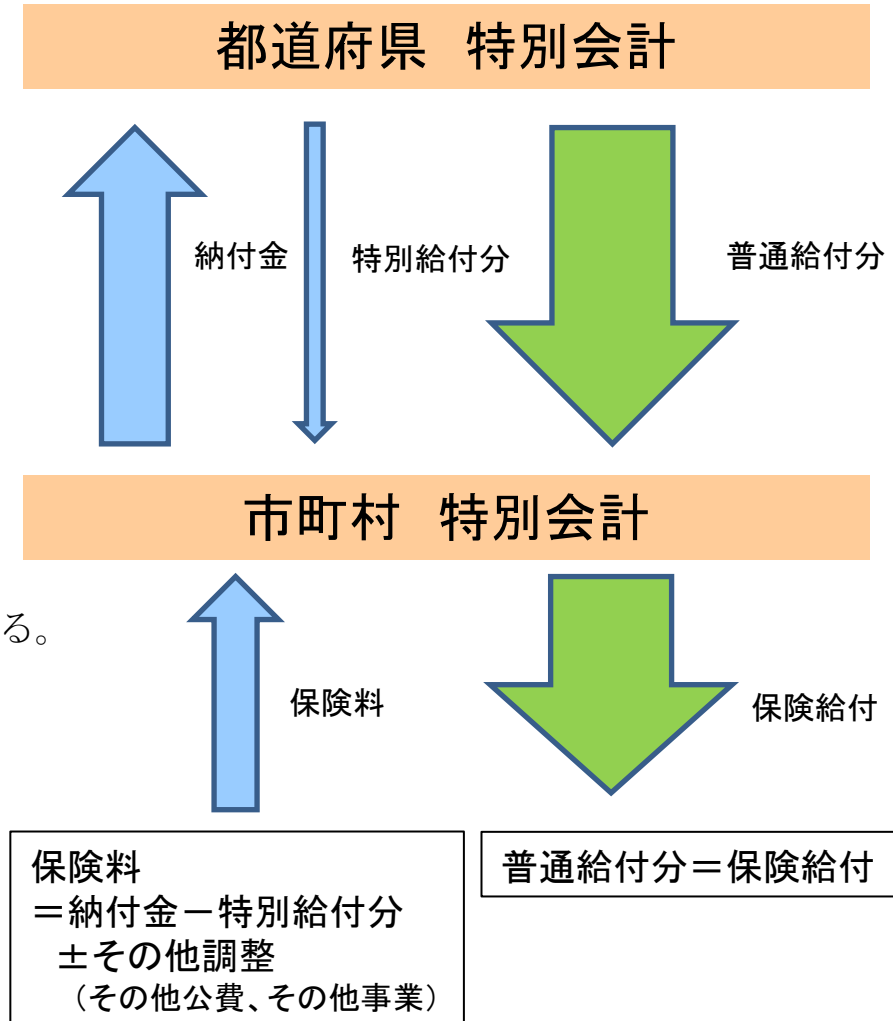 都道府県　特別会計
納付金
特別給付分
普通給付分
市町村　特別会計
る。
保険料
保険給付
保険料
＝納付金－特別給付分
±その他調整
（その他公費、その他事業）
普通給付分＝保険給付